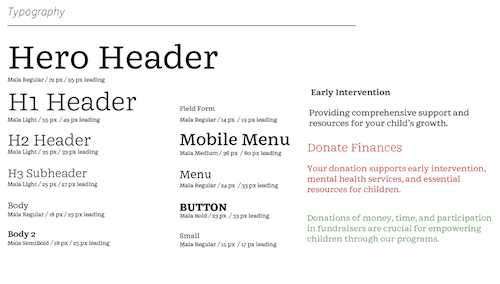 Typography
Hero Header
Mala Regular / 72 px / 95 px leading
H1 Header
Mala Light / 55 px / 49 px leading
H2 Header
Mala Light / 35 px / 33 px leading
H3 Subheader
Mala Light / 25 px / 27 px leading
Body
Mala Regular / 18 px / 25 px leading
Body 2
Mala SemiBold / 18 px / 25 px leading
Field Form
Mala Regular / 14 px / 19 px leading
Mobile Menu
Mala Medium / 36 px / 80 px leading
Menu
Mala Regular / 24 px / 33 px leading
BUTTON
Mala Bold / 23 px / 33 px leading
Small
Mala Regular / 15 px / 17 px leading
Early Intervention
Providing comprehensive support and
resources for your child's growth.
Donate Finances
Your donation supports early intervention,
mental health services, and essential
resources for children.
Donations of money, time, and participation
in fundraisers are crucial for empowering
children through our programs.